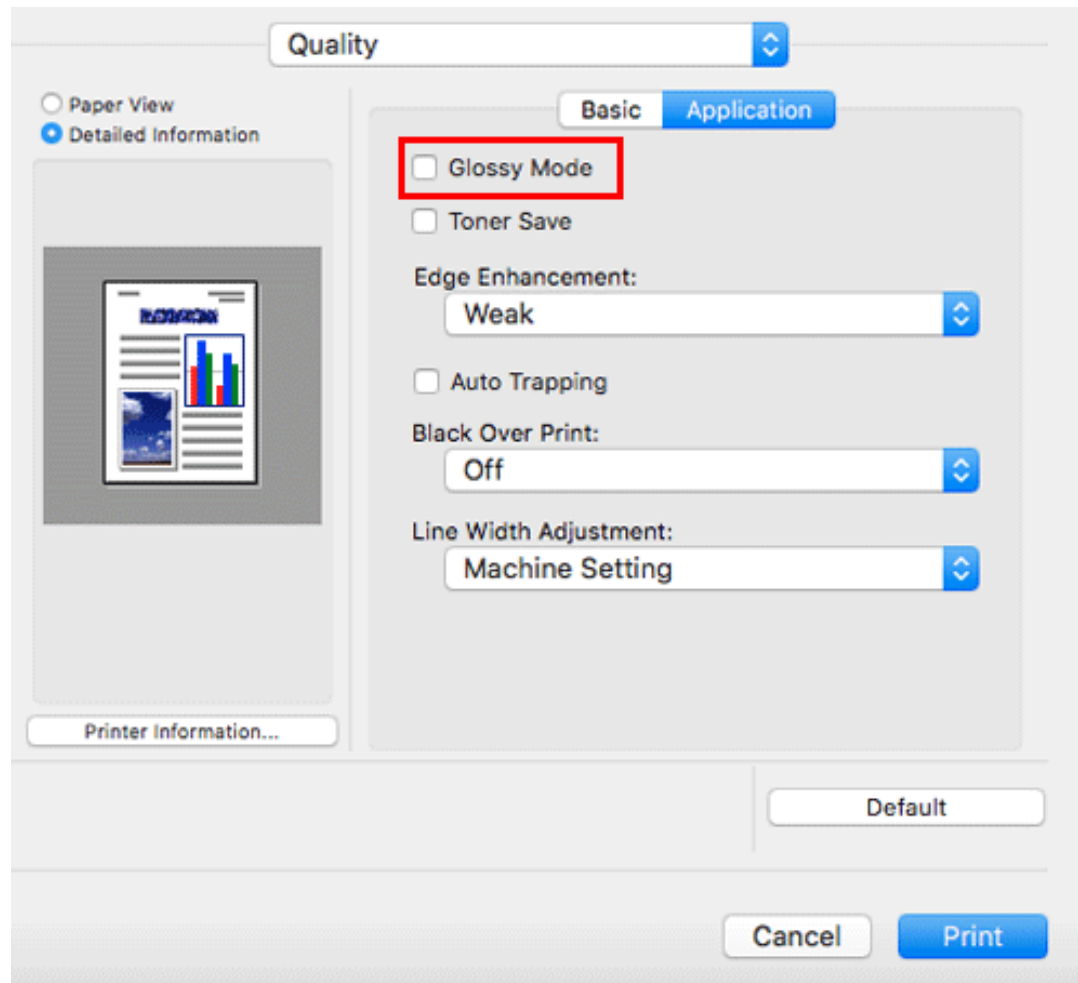 Quality
Paper View
Detailed Information
Basic Application
Glossy Mode
Toner Save
Edge Enhancement:
Weak
Auto Trapping
Black Over Print:
Off
Line Width Adjustment:
Machine Setting
Printer Information...
Default
Cancel Print